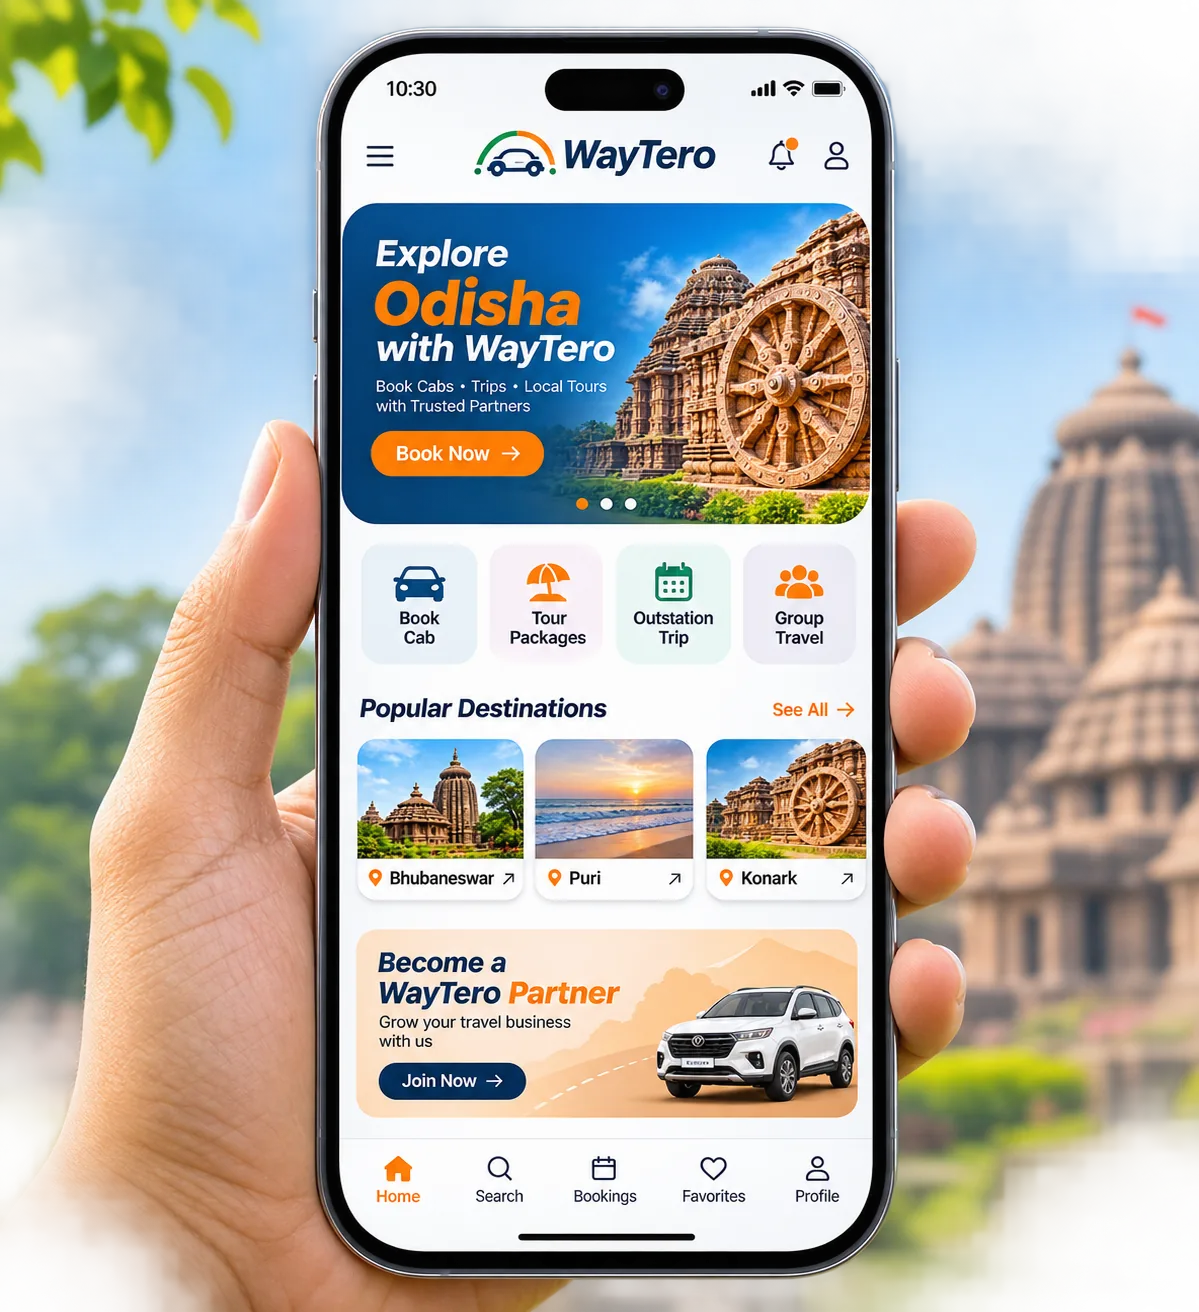 10:30
WayTero
Explore
Odisha
with WayTero
Book Cabs • Trips • Local Tours
with Trusted Partners
Book Now →
Book
Cab
Tour
Packages
Outstation
Trip
Group
Travel
Popular Destinations
See All →
Bhubaneswar
Puri
Konark
Become a
WayTero Partner
Grow your travel business
with us
Join Now →
Home
Search
Bookings
Favorites
Profile